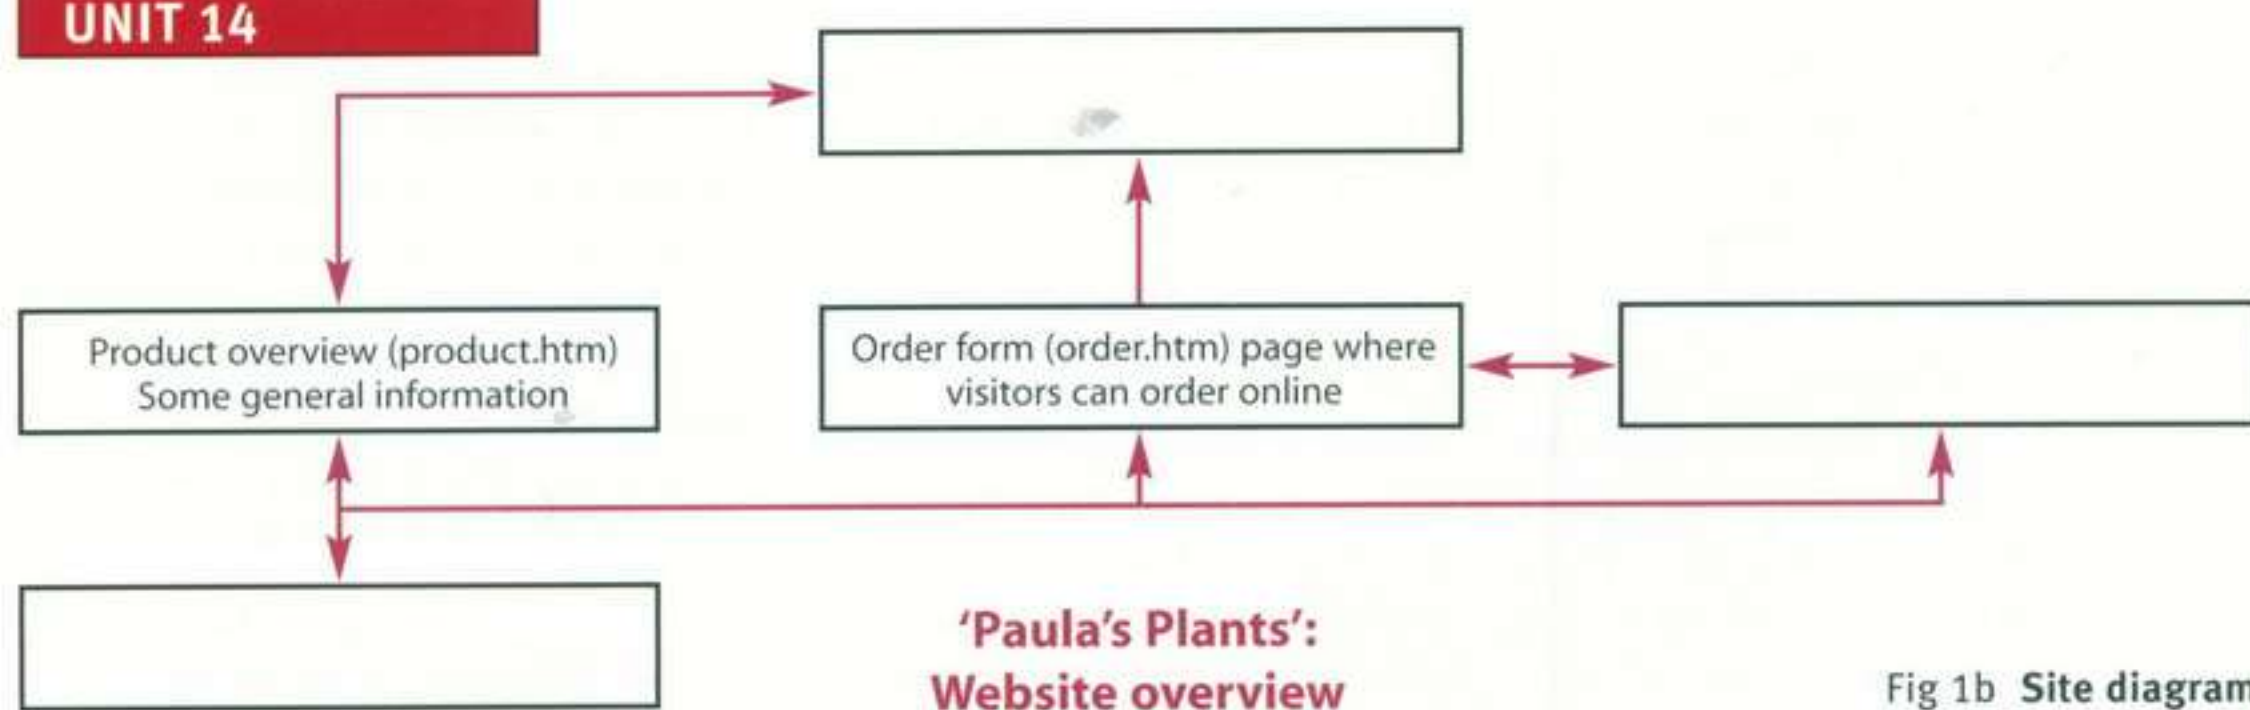 UNIT 14
Product overview (product.htm)
Some general information
Order form (order.htm) page where
visitors can order online
'Paula's Plants':
Website overview
Fig 1b Site diagram